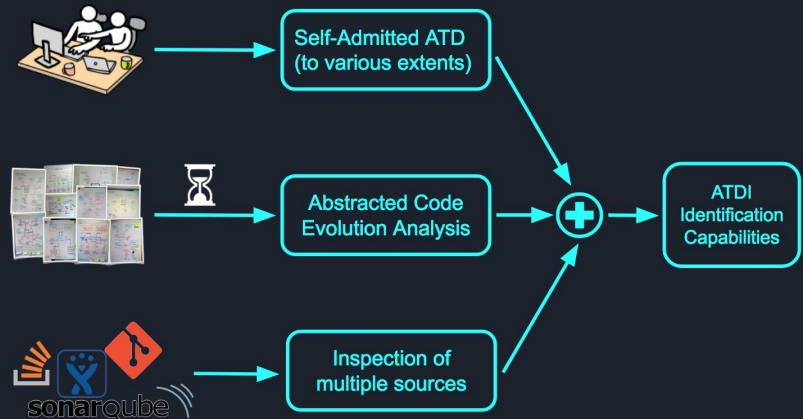 Self-Admitted ATD
(to various extents)
Abstracted Code
Evolution Analysis
ATDI
Identification
Capabilities
Inspection of
multiple sources
sonarqube